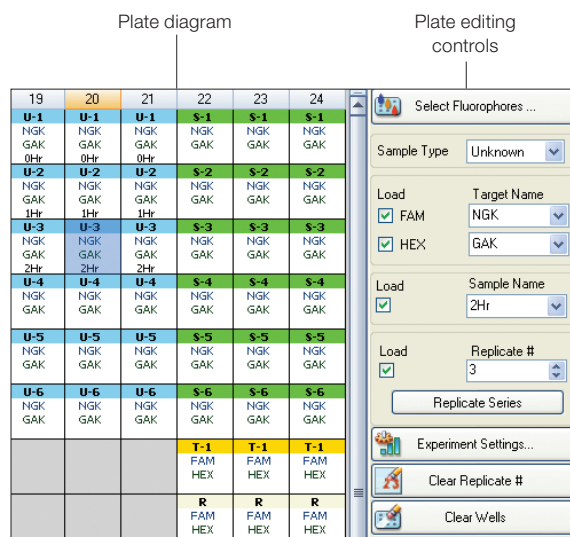 Plate diagram
Plate editing
controls
19 20 21 22 23 24
U-1 U-1 U-1 S-1 S-1 S-1
NGK NGK NGK NGK NGK NGK
GAK GAK GAK GAK GAK GAK
0Hr 0Hr 0Hr
U-2 U-2 U-2 S-2 S-2 S-2
NGK NGK NGK NGK NGK NGK
GAK GAK GAK GAK GAK GAK
1Hr 1Hr 1Hr
U-3 U-3 U-3 S-3 S-3 S-3
NGK NGK NGK NGK NGK NGK
GAK GAK GAK GAK GAK GAK
2Hr 2Hr 2Hr
U-4 U-4 U-4 S-4 S-4 S-4
NGK NGK NGK NGK NGK NGK
GAK GAK GAK GAK GAK GAK
U-5 U-5 U-5 S-5 S-5 S-5
NGK NGK NGK NGK NGK NGK
GAK GAK GAK GAK GAK GAK
U-6 U-6 U-6 S-6 S-6 S-6
NGK NGK NGK NGK NGK NGK
GAK GAK GAK GAK GAK GAK
T-1 T-1 T-1
FAM FAM FAM
HEX HEX HEX
R R R
FAM FAM FAM
HEX HEX HEX
Select Fluorophores ...
Sample Type Unknown
Load Target Name
FAM NGK
HEX GAK
Load Sample Name
2Hr
Load Replicate #
3
Replicate Series
Experiment Settings...
Clear Replicate #
Clear Wells